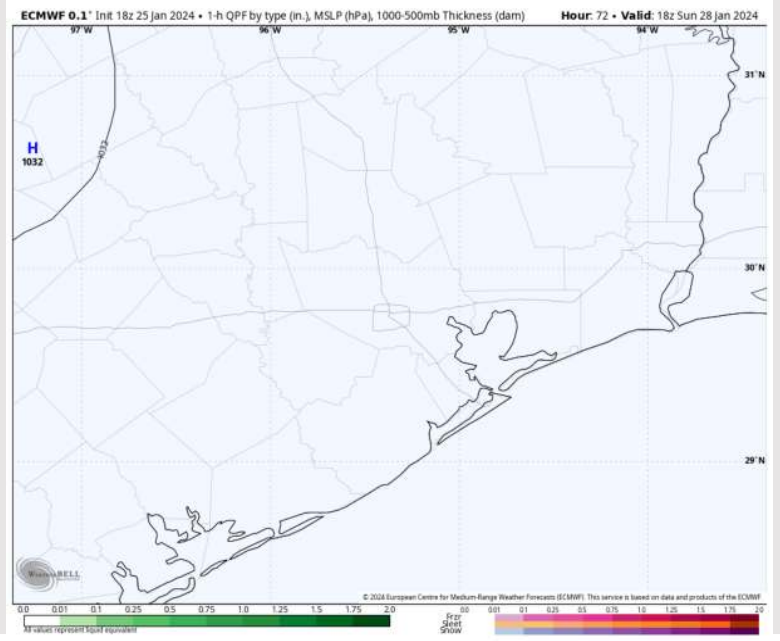 ECMWF 0.1° Init 18z 25 Jan 2024 • 1-h QPF by type (in.), MSLP (hPa), 1000-500mb Thickness (dam) Hour: 72 • Valid: 18z Sun 28 Jan 2024
97°W 96°W 95°W 94°W
31°N
H
1032
1032
30°N
29°N
WeatherBELL
© 2024 European Centre for Medium-Range Weather Forecasts (ECMWF). This service is based on data and products of the ECMWF
0.0 0.01 0.1 0.25 0.5 0.75 1.0 1.25 1.5 1.75 2.0 0.0 0.01 0.1 0.25 0.5 0.75 1.0 1.25 1.5 1.75 2.0
Frzr
Sleet
Snow
All values represent liquid equivalent